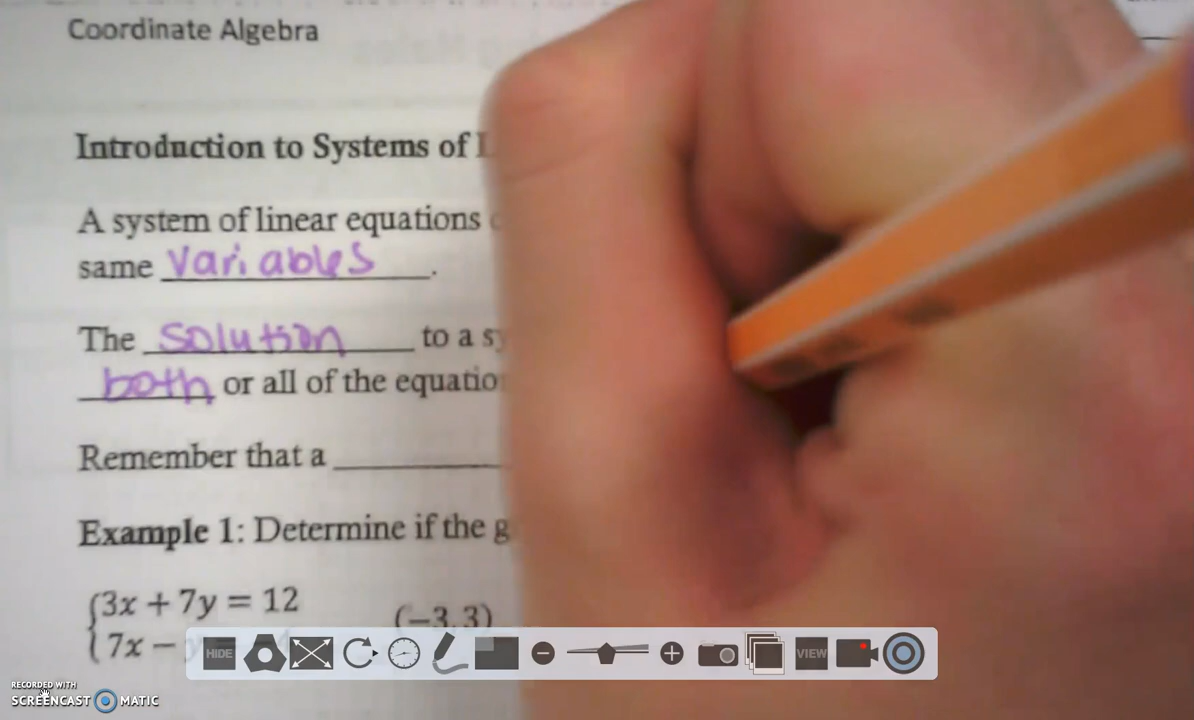 Coordinate Algebra
Introduction to Systems of L
A system of linear equations
same variables.
The solution to a sy
both or all of the equation
Remember that a
Example 1: Determine if the g
3x + 7y = 12
(−3, 3)
7x −
HIDE
VIEW
RECORDED WITH
SCREENCAST MATIC